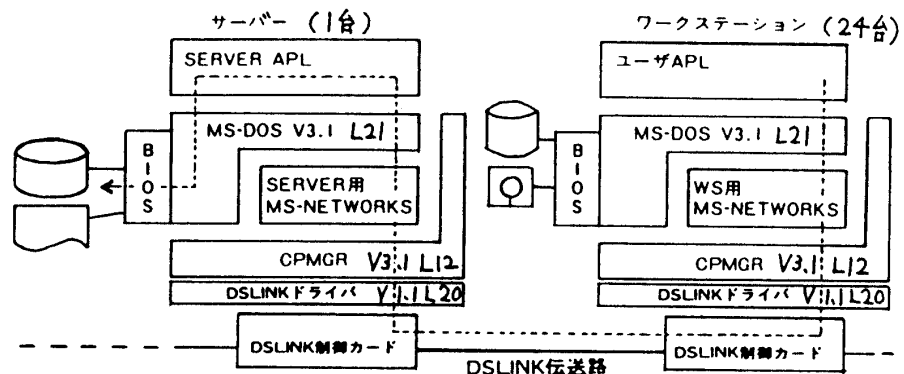 サーバー (1台)
ワークステーション (24台)
SERVER APL
ユーザAPL
MS-DOS V3.1 L21
BIOS
SERVER用
MS-NETWORKS
CPMGR V3.1 L12
DSLINKドライバ V1.1 L20
DSLINK制御カード
MS-DOS V3.1 L21
BIOS
WS用
MS-NETWORKS
CPMGR V3.1 L12
DSLINKドライバ V1.1 L20
DSLINK制御カード
DSLINK伝送路